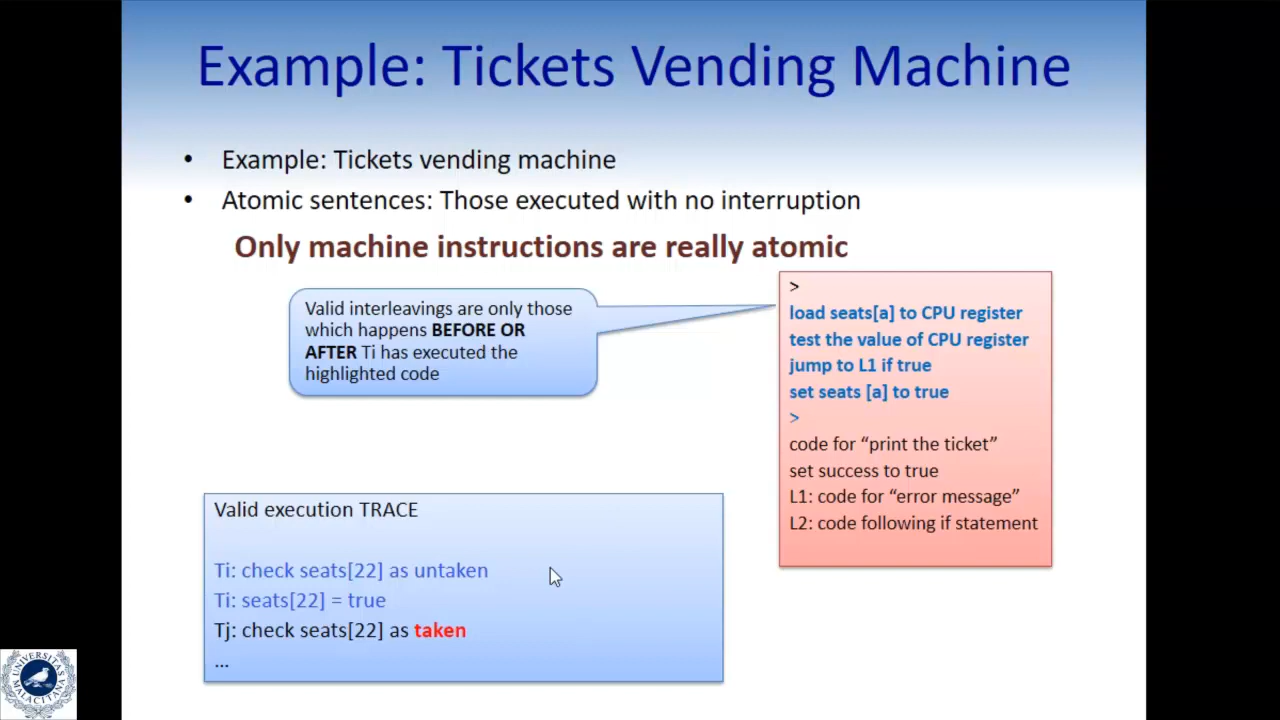 Example: Tickets Vending Machine
• Example: Tickets vending machine
• Atomic sentences: Those executed with no interruption
Only machine instructions are really atomic
Valid interleavings are only those
which happens BEFORE OR
AFTER Ti has executed the
highlighted code
>
load seats[a] to CPU register
test the value of CPU register
jump to L1 if true
set seats [a] to true
>
code for “print the ticket”
set success to true
L1: code for “error message”
L2: code following if statement
Valid execution TRACE
Ti: check seats[22] as untaken
Ti: seats[22] = true
Tj: check seats[22] as taken
...
UNIVERSITAS
MALACITANA